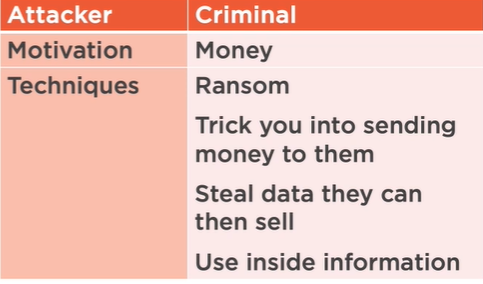 Attacker Criminal
Motivation Money
Techniques Ransom
Trick you into sending
money to them
Steal data they can
then sell
Use inside information